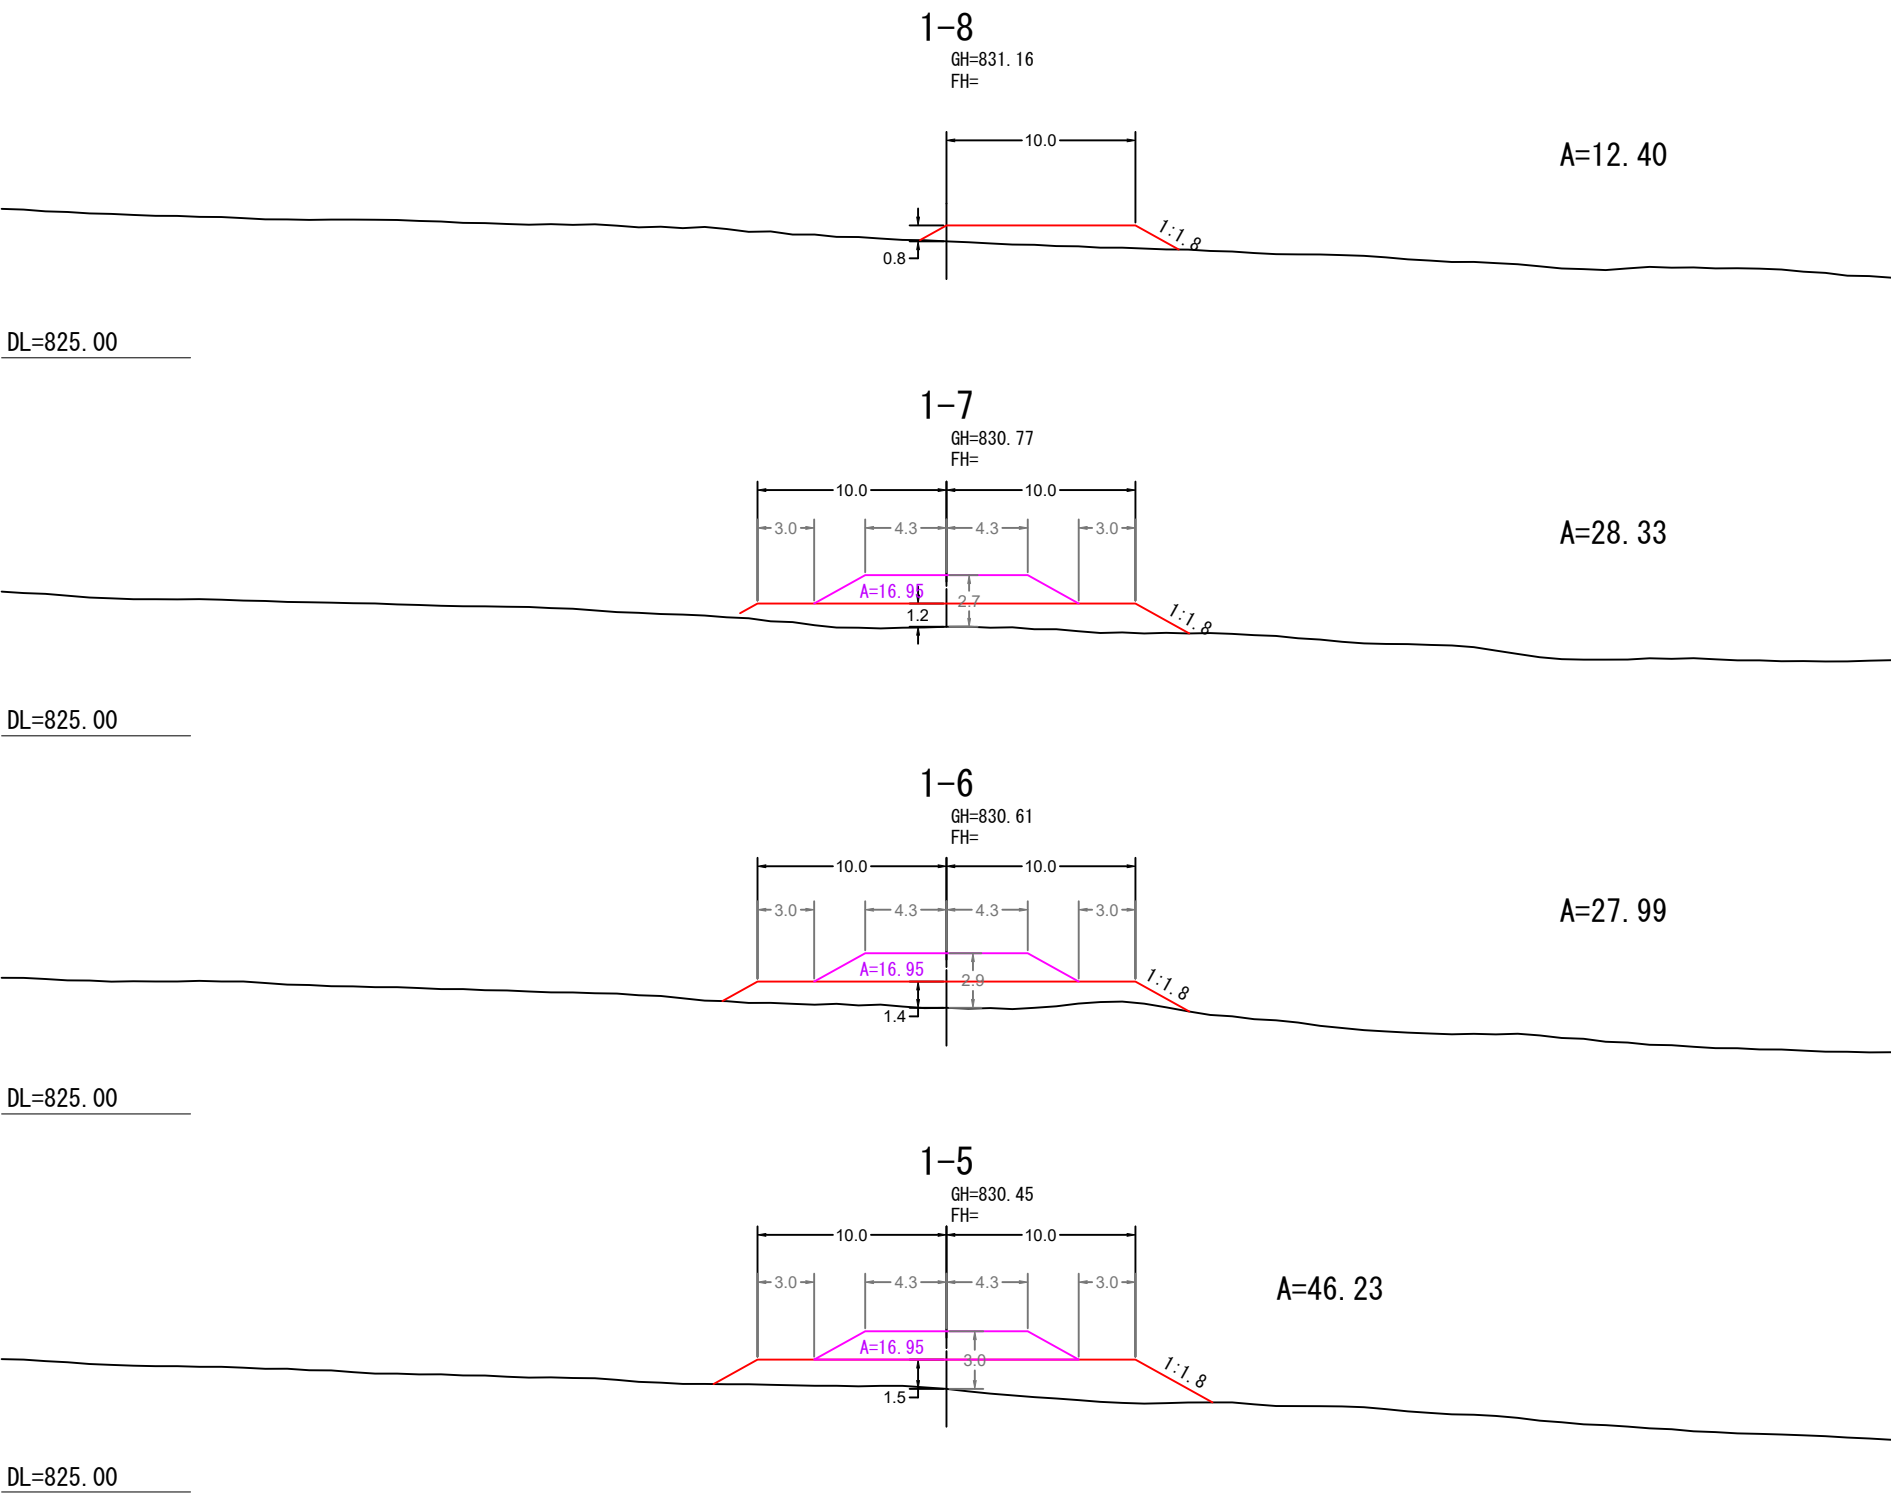 1-8
GH=831.16
FH=
10.0
A=12.40
1:1.8
0.8
DL=825.00
1-7
GH=830.77
FH=
10.0 10.0
3.0 4.3 4.3 3.0
A=28.33
A=16.95
2.7
1.2
1:1.8
DL=825.00
1-6
GH=830.61
FH=
10.0 10.0
3.0 4.3 4.3 3.0
A=27.99
A=16.95
2.9
1:1.8
1.4
DL=825.00
1-5
GH=830.45
FH=
10.0 10.0
3.0 4.3 4.3 3.0
A=46.23
A=16.95
3.0
1:1.8
1.5
DL=825.00